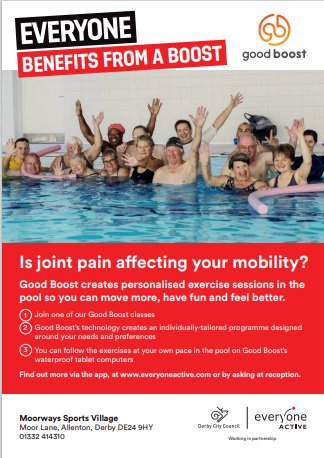 EVERYONE
BENEFITS FROM A BOOST
good boost
Is joint pain affecting your mobility?
Good Boost creates personalised exercise sessions in the
pool so you can move more, have fun and feel better.
1 Join one of our Good Boost classes
2 Good Boost's technology creates an individually-tailored programme designed
around your needs and preferences
3 You can follow the exercises at your own pace in the pool on Good Boost's
waterproof tablet computers
Find out more via the app, at www.everyoneactive.com or by asking at reception.
Moorways Sports Village
Moor Lane, Allenton, Derby DE24 9HY
01332 414310
Derby City Council
everyone
ACTIVE
Working in partnership